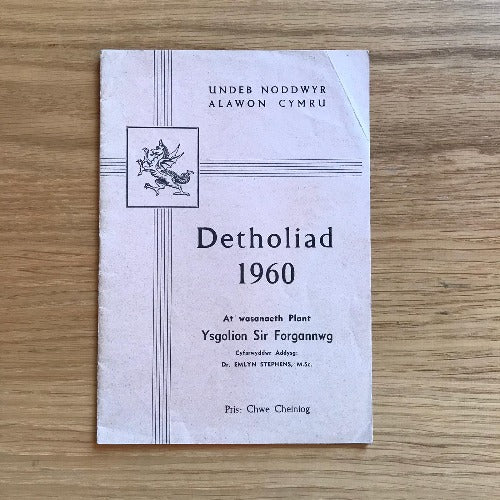 UNDEB NODDWYR
ALAWON CYMRU
Detholiad
1960
At wasanaeth Plant
Ysgolion Sir Forgannwg
Cyfarwyddwr Addysg:
Dr. EMLYN STEPHENS, M.Sc.
Pris: Chwe Cheiniog